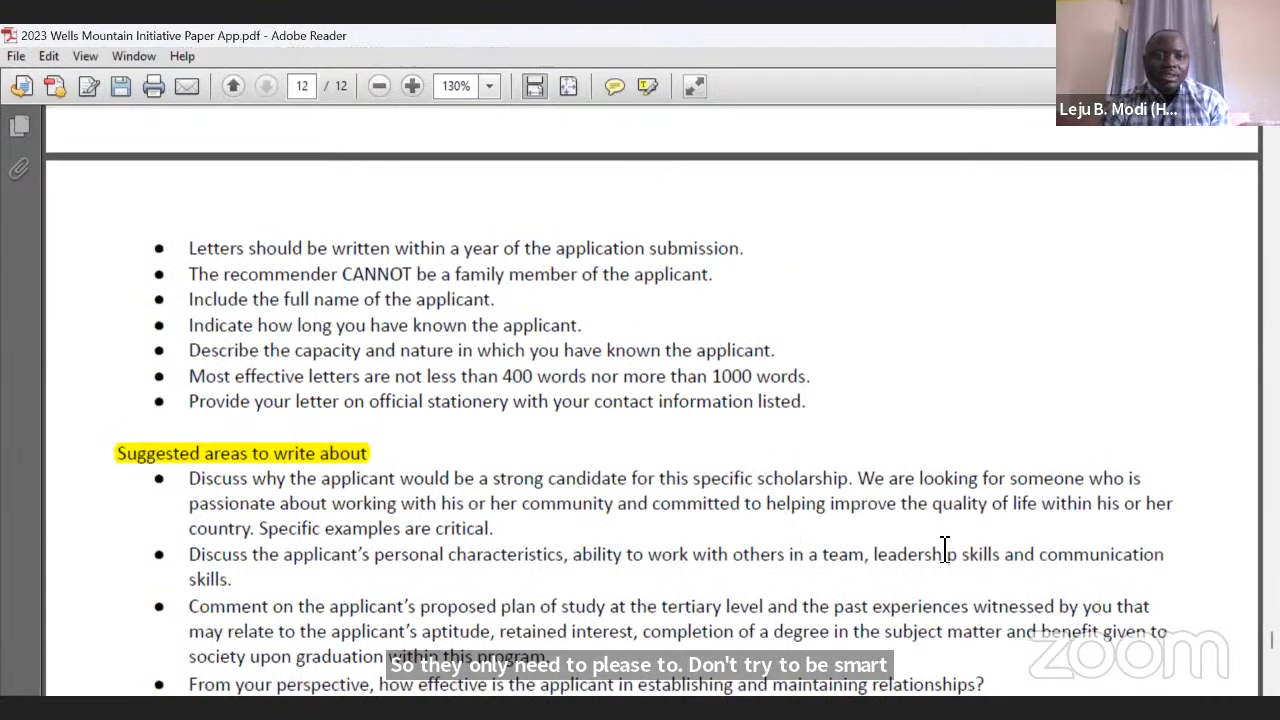 2023 Wells Mountain Initiative Paper App.pdf - Adobe Reader
File Edit View Window Help
12 / 12 130%
Leju B. Modi (H...
● Letters should be written within a year of the application submission.
● The recommender CANNOT be a family member of the applicant.
● Include the full name of the applicant.
● Indicate how long you have known the applicant.
● Describe the capacity and nature in which you have known the applicant.
● Most effective letters are not less than 400 words nor more than 1000 words.
● Provide your letter on official stationery with your contact information listed.
Suggested areas to write about
● Discuss why the applicant would be a strong candidate for this specific scholarship. We are looking for someone who is
passionate about working with his or her community and committed to helping improve the quality of life within his or her
country. Specific examples are critical.
● Discuss the applicant's personal characteristics, ability to work with others in a team, leadership skills and communication
skills.
● Comment on the applicant's proposed plan of study at the tertiary level and the past experiences witnessed by you that
may relate to the applicant's aptitude, retained interest, completion of a degree in the subject matter and benefit given to
society upon graduation within this program.
So they only need to please to. Don't try to be smart
● From your perspective, how effective is the applicant in establishing and maintaining relationships?
zoom